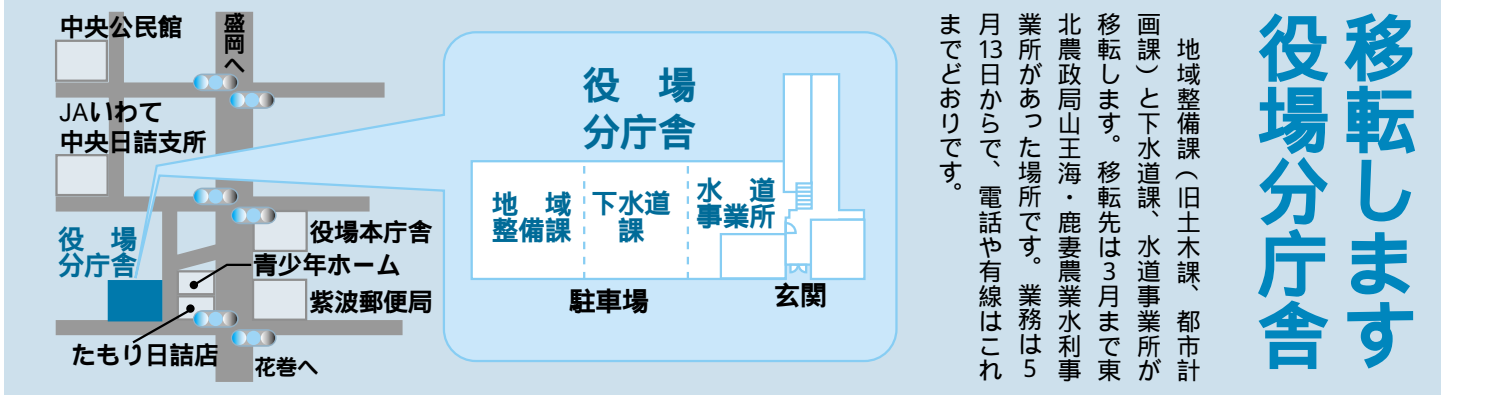 移転します
役場分庁舎
地域整備課（旧土木課、都市計
画課）と下水道課、水道事業所が
移転します。移転先は３月まで東
北農政局山王海・鹿妻農業水利事
業所があった場所です。業務は５
月13日からで、電話や有線はこれ
までどおりです。
役　場
分庁舎
地　域
整備課
下水道
課
水　道
事業所
駐車場
玄関
中央公民館
盛岡へ
JAいわて
中央日詰支所
役　場
分庁舎
役場本庁舎
青少年ホーム
紫波郵便局
たもり日詰店
花巻へ